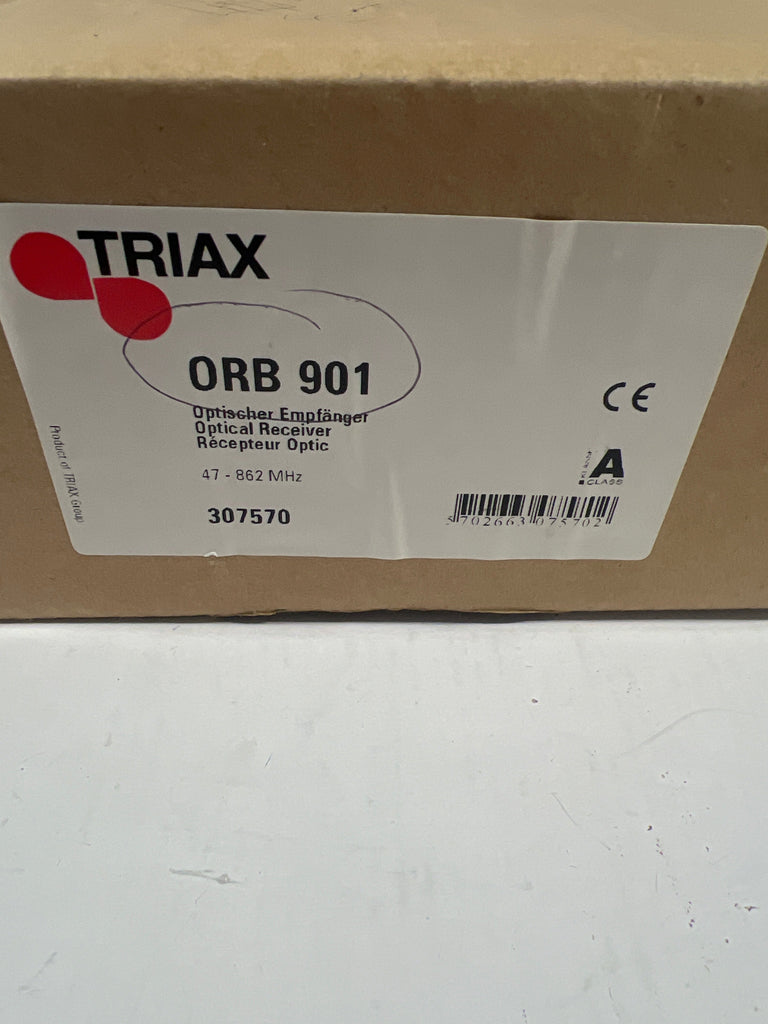 TRIAX
ORB 901
Optischer Empfänger
Optical Receiver
Récepteur Optic
47 - 862 MHz
307570
Product of TRIAX Group
CE
A
CLASS
5702663075702